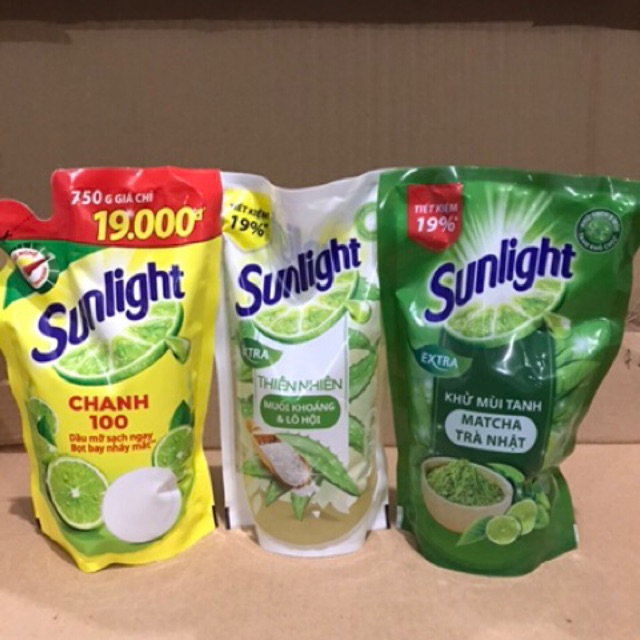 750 G GIÁ CHỈ
19.000đ
Sunlight
CHANH
100
Dầu mỡ sạch ngay
Bọt bay nháy mắt
TIẾT KIỆM
19%*
Sunlight
EXTRA
THIÊN NHIÊN
MUỐI KHOÁNG
& LÔ HỘI
TIẾT KIỆM
19%*
Sunlight
EXTRA
KHỬ MÙI TANH
MATCHA
TRÀ NHẬT